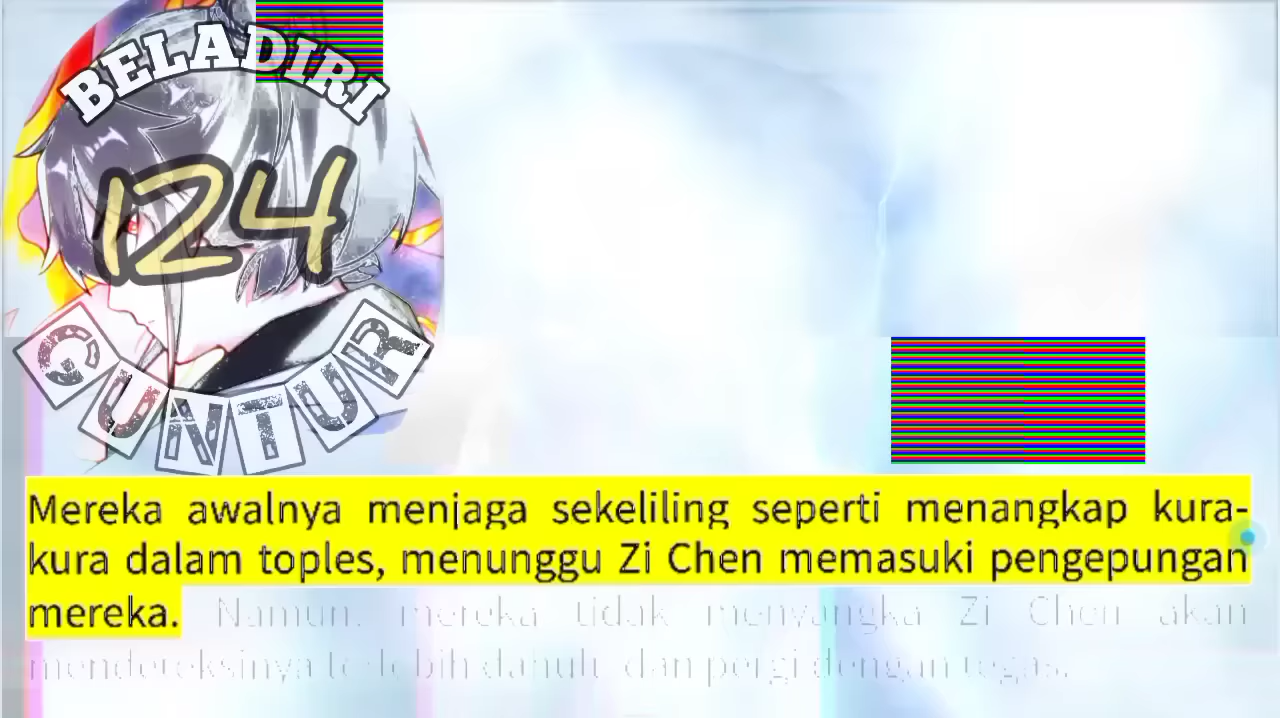 BELADIRI
124
GUNTUR
Mereka awalnya menjaga sekeliling seperti menangkap kura-
kura dalam toples, menunggu Zi Chen memasuki pengepungan
mereka. Namun, mereka tidak menyangka Zi Chen akan
mendeteksinya terlebih dahulu dan pergi dengan tegas.